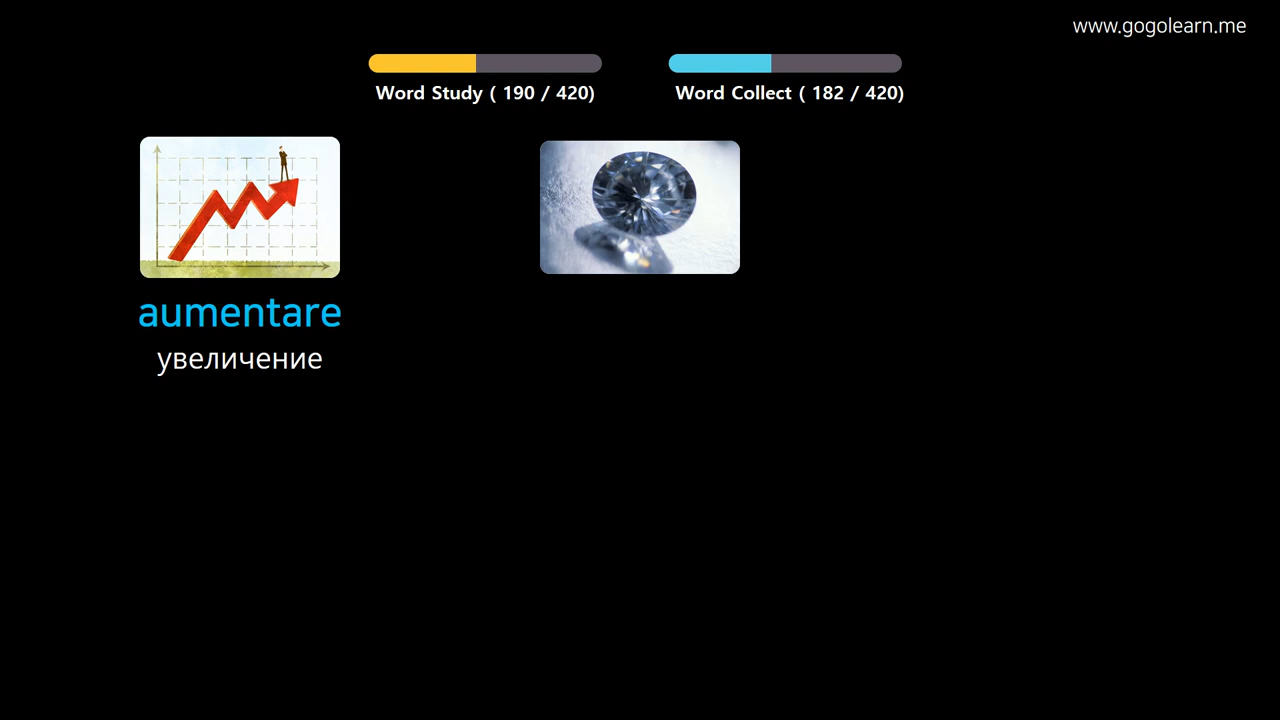 www.gogolearn.me
Word Study ( 190 / 420)
Word Collect ( 182 / 420)
aumentare
увеличение